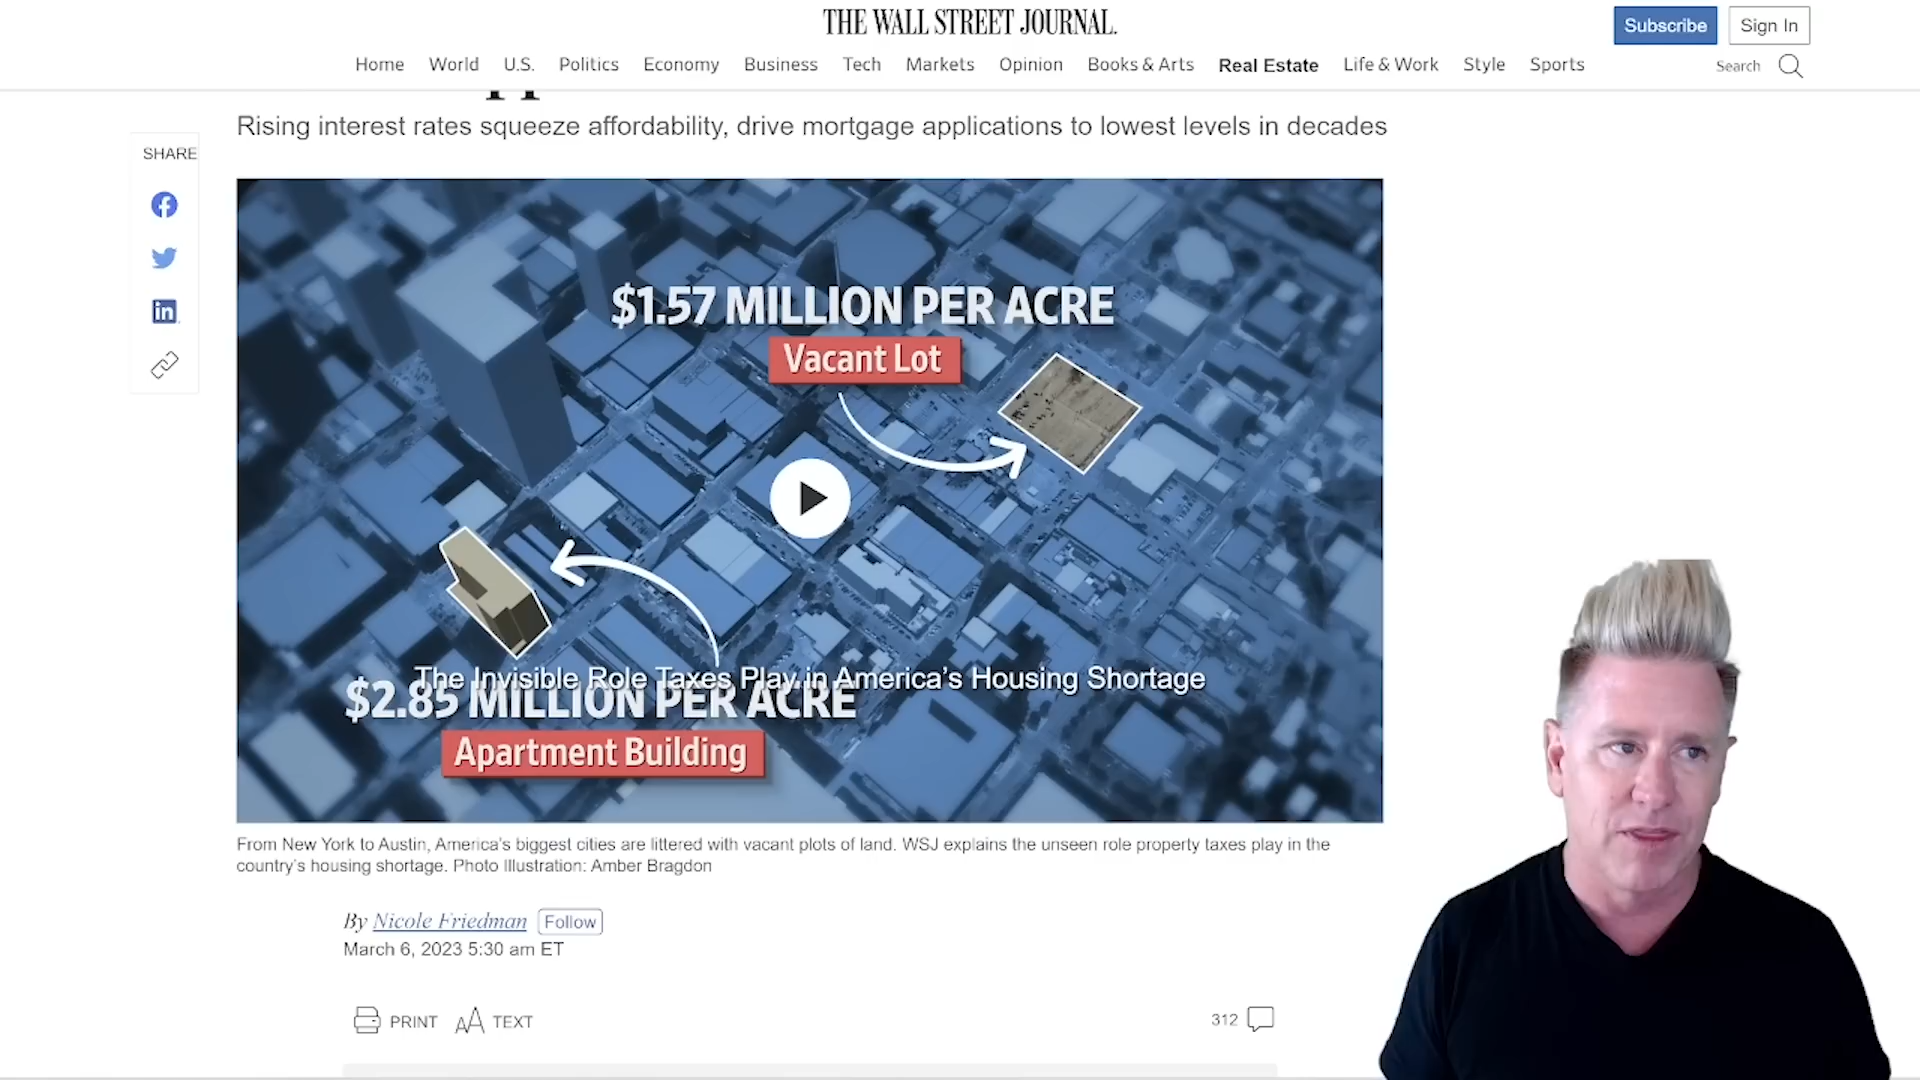 THE WALL STREET JOURNAL.
Subscribe
Sign In
Home World U.S. Politics Economy Business Tech Markets Opinion Books & Arts Real Estate Life & Work Style Sports
Search
Rising interest rates squeeze affordability, drive mortgage applications to lowest levels in decades
SHARE
$1.57 MILLION PER ACRE
Vacant Lot
The Invisible Role Taxes Play in America's Housing Shortage
$2.85 MILLION PER ACRE
Apartment Building
From New York to Austin, America's biggest cities are littered with vacant plots of land. WSJ explains the unseen role property taxes play in the
country's housing shortage. Photo Illustration: Amber Bragdon
By Nicole Friedman Follow
March 6, 2023 5:30 am ET
PRINT AA TEXT
312